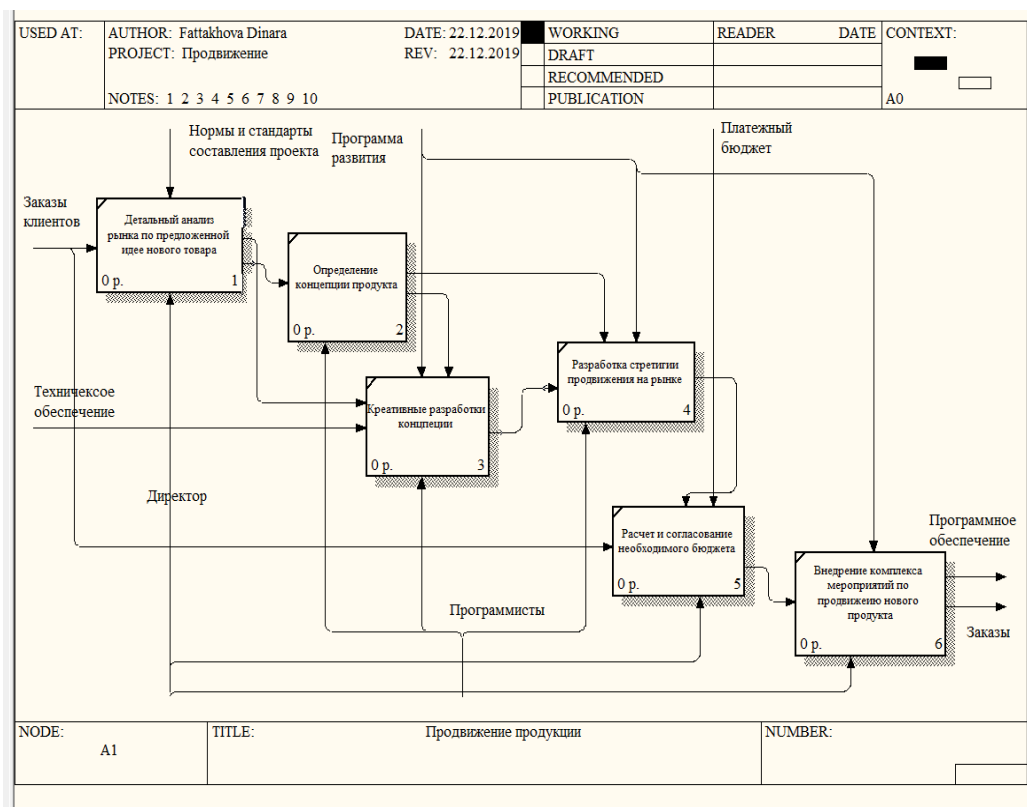 USED AT:
AUTHOR: Fattakhova Dinara
DATE: 22.12.2019
PROJECT: Продвижение
REV: 22.12.2019
NOTES: 1 2 3 4 5 6 7 8 9 10
WORKING
DRAFT
RECOMMENDED
PUBLICATION
READER
DATE
CONTEXT:
A0
Нормы и стандарты
составления проекта
Программа
развития
Платежный
бюджет
Заказы
клиентов
Детальный анализ
рынка по предложенной
идее нового товара
0 р.
1
Определение
концепции продукта
0 р.
2
Техничексое
обеспечение
Креативные разработки
концпеции
0 р.
3
Разработка стретигии
продвижения на рынке
0 р.
4
Директор
Расчет и согласование
необходимого бюджета
0 р.
5
Программное
обеспечение
Внедрение комплекса
мероприятий по
продвижеию нового
продукта
0 р.
6
Заказы
Программисты
NODE:
A1
TITLE:
Продвижение продукции
NUMBER: